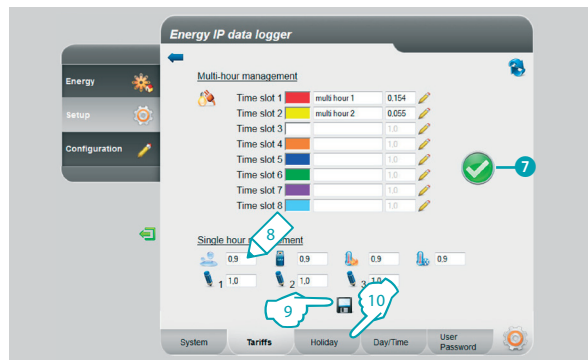 Energy IP data logger
Energy
Setup
Configuration
Multi-hour management
Time slot 1 multi hour 1 0.154
Time slot 2 multi hour 2 0.055
Time slot 3 1,0
Time slot 4 1,0
Time slot 5 1,0
Time slot 6 1,0
Time slot 7 1,0
Time slot 8 1,0
7
8
Single hour management
0,9 0,9 0,9 0,9
1 1,0 2 1,0 3 1,0
9 10
System Tariffs Holiday Day/Time User
Password